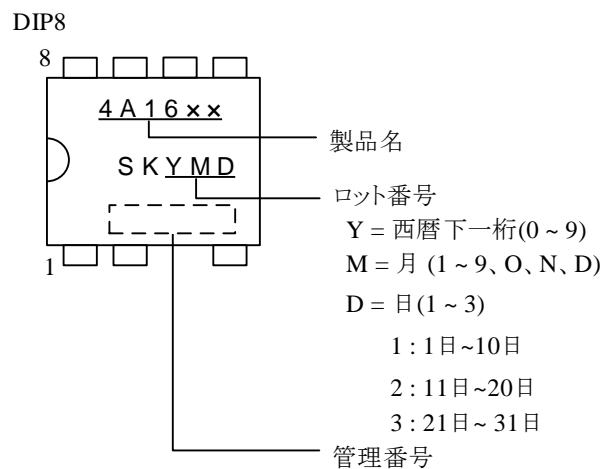 DIP8
8
4A16××
製品名
SKYMD
ロット番号
Y = 西暦下一桁(0 ~ 9)
M = 月 (1 ~ 9、O、N、D)
D = 日(1 ~ 3)
1
1 : 1日~10日
2 : 11日~20日
3 : 21日~ 31日
管理番号